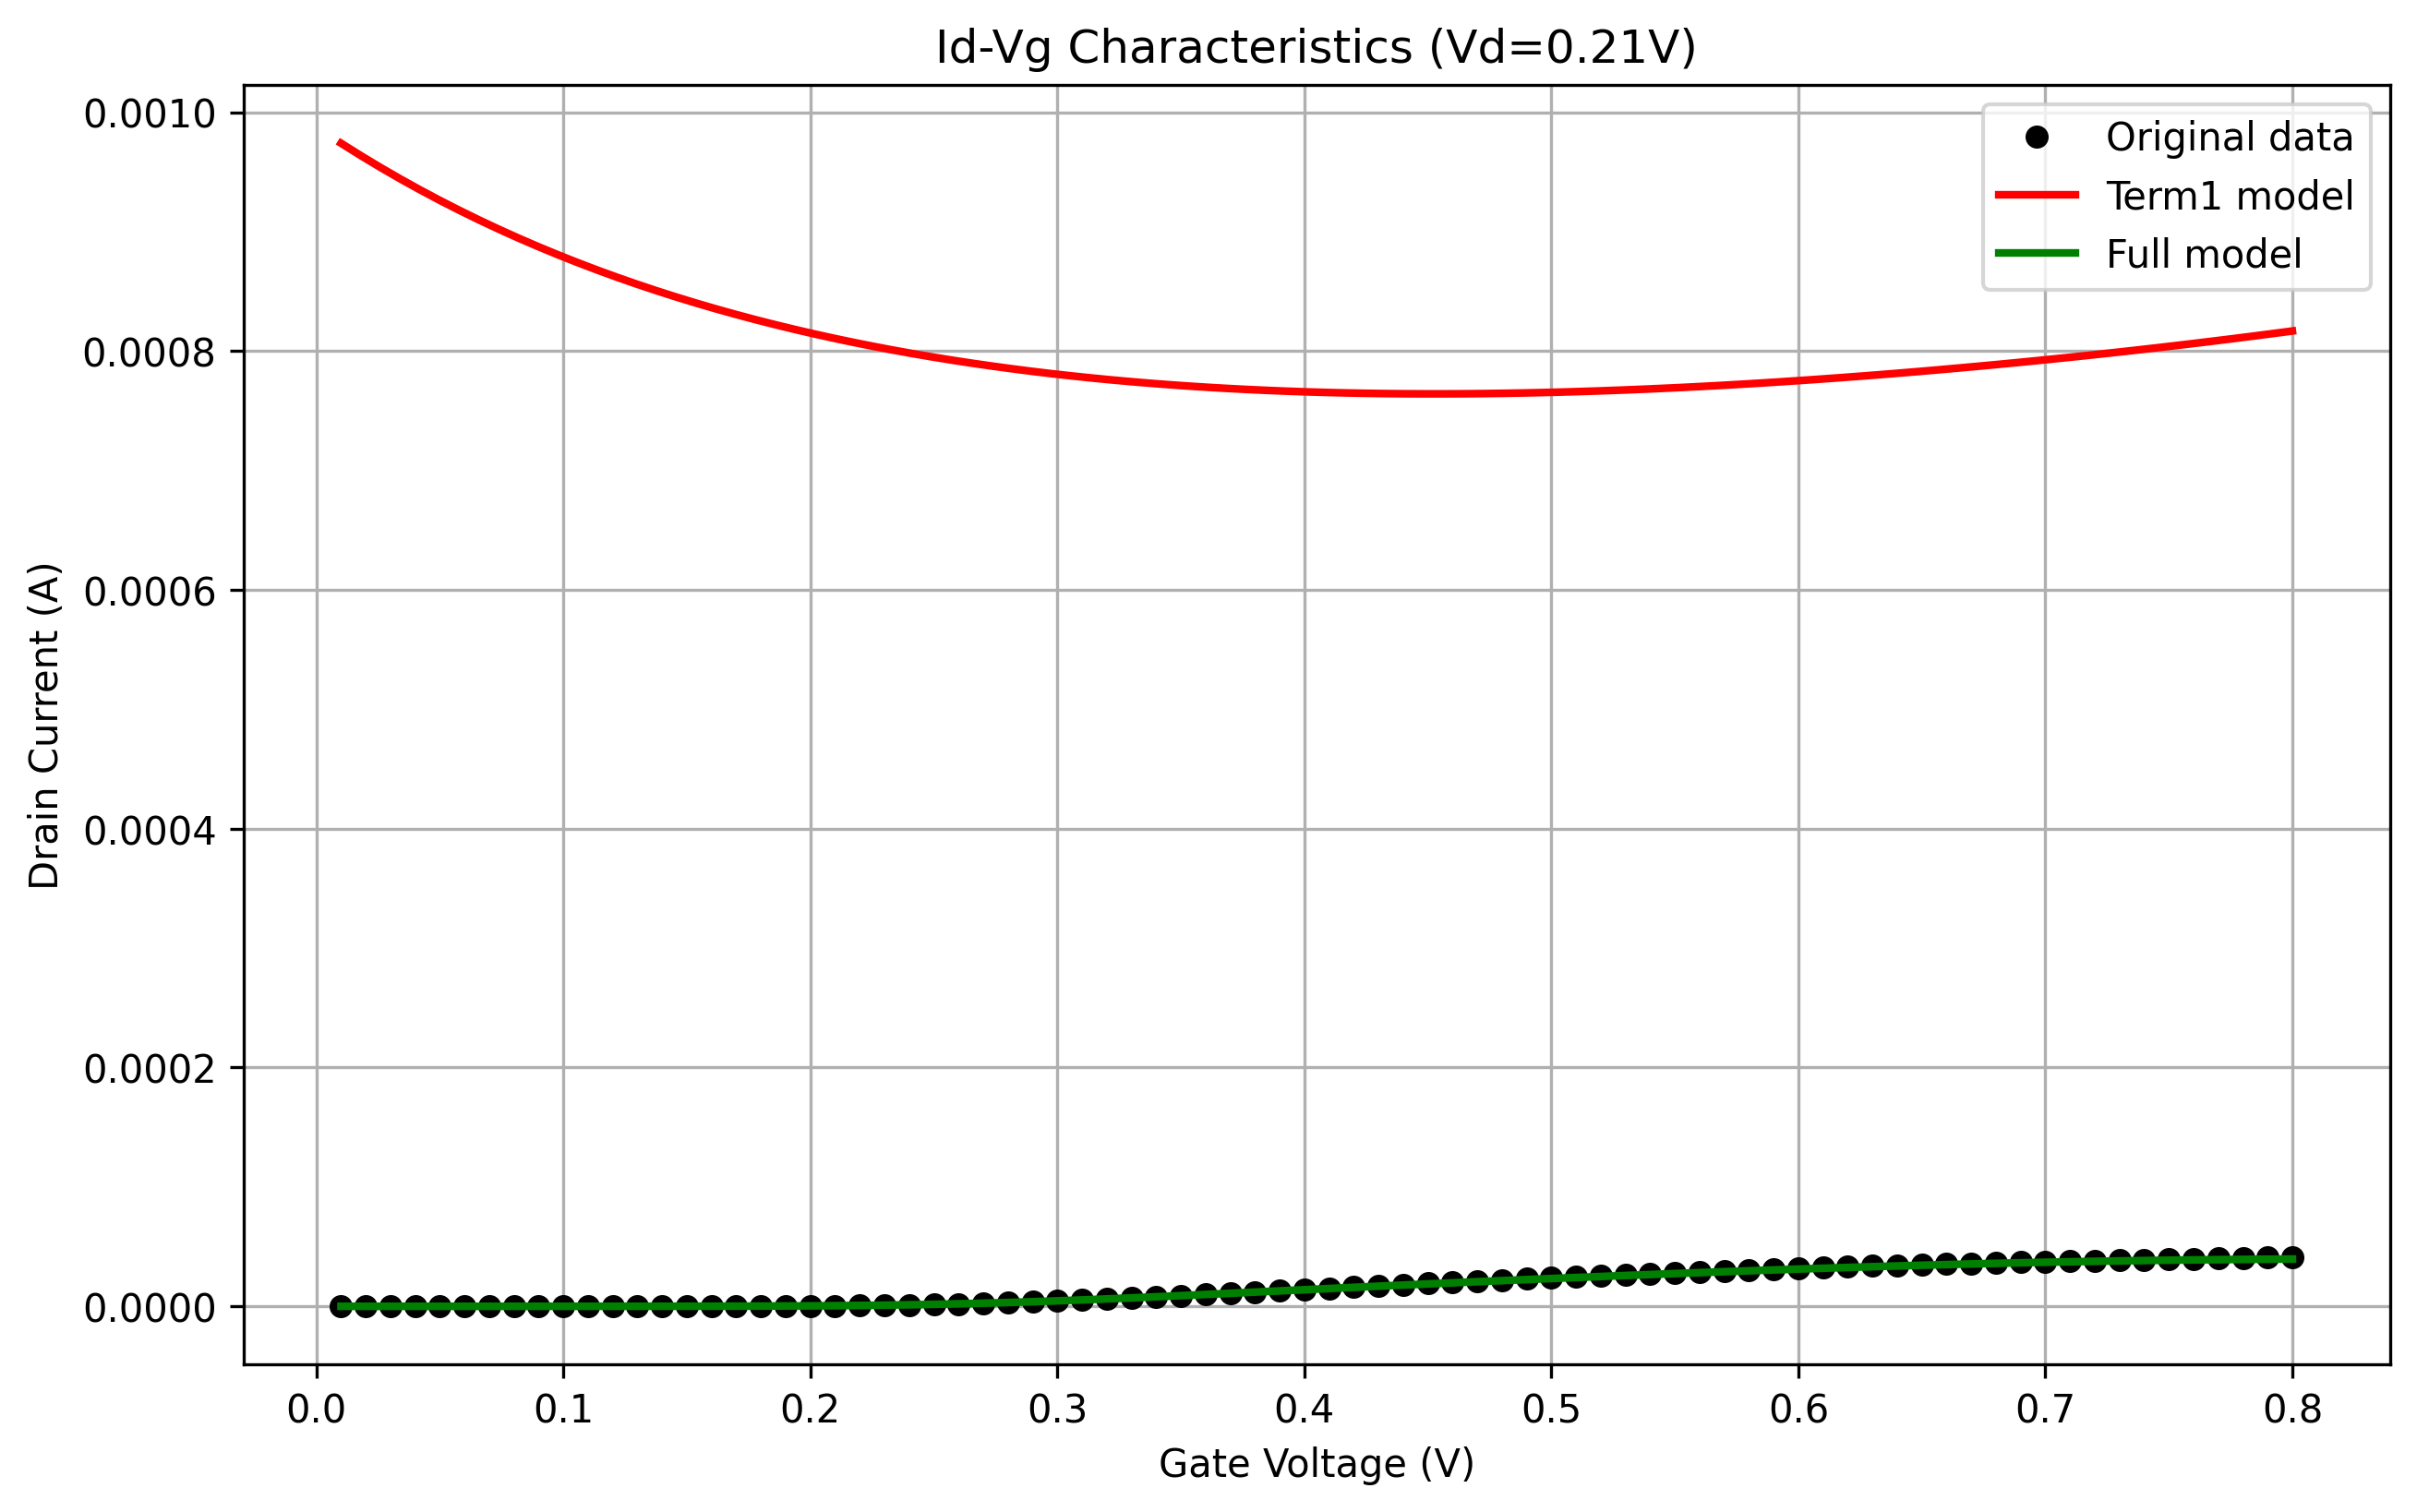 Id-Vg Characteristics (Vd=0.21V)
Original data
Term1 model
Full model
Drain Current (A)
0.0010
0.0008
0.0006
0.0004
0.0002
0.0000
0.0 0.1 0.2 0.3 0.4 0.5 0.6 0.7 0.8
Gate Voltage (V)